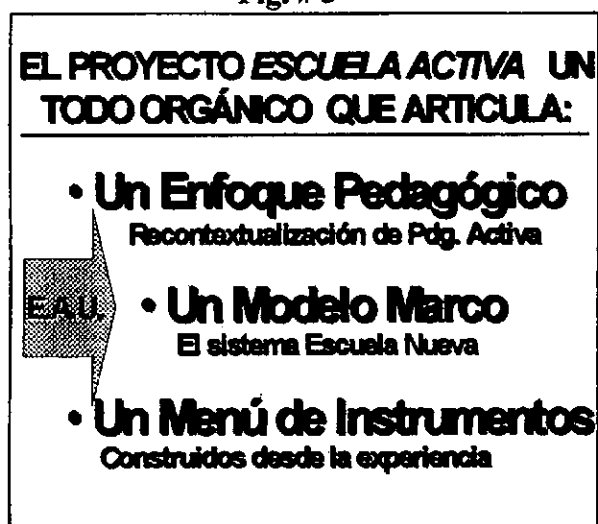 EL PROYECTO ESCUELA ACTIVA UN
TODO ORGÁNICO QUE ARTICULA:
• Un Enfoque Pedagógico
Recontextualización de Pdg. Activa
E.A.U.
• Un Modelo Marco
El sistema Escuela Nueva
• Un Menú de Instrumentos
Construidos desde la experiencia